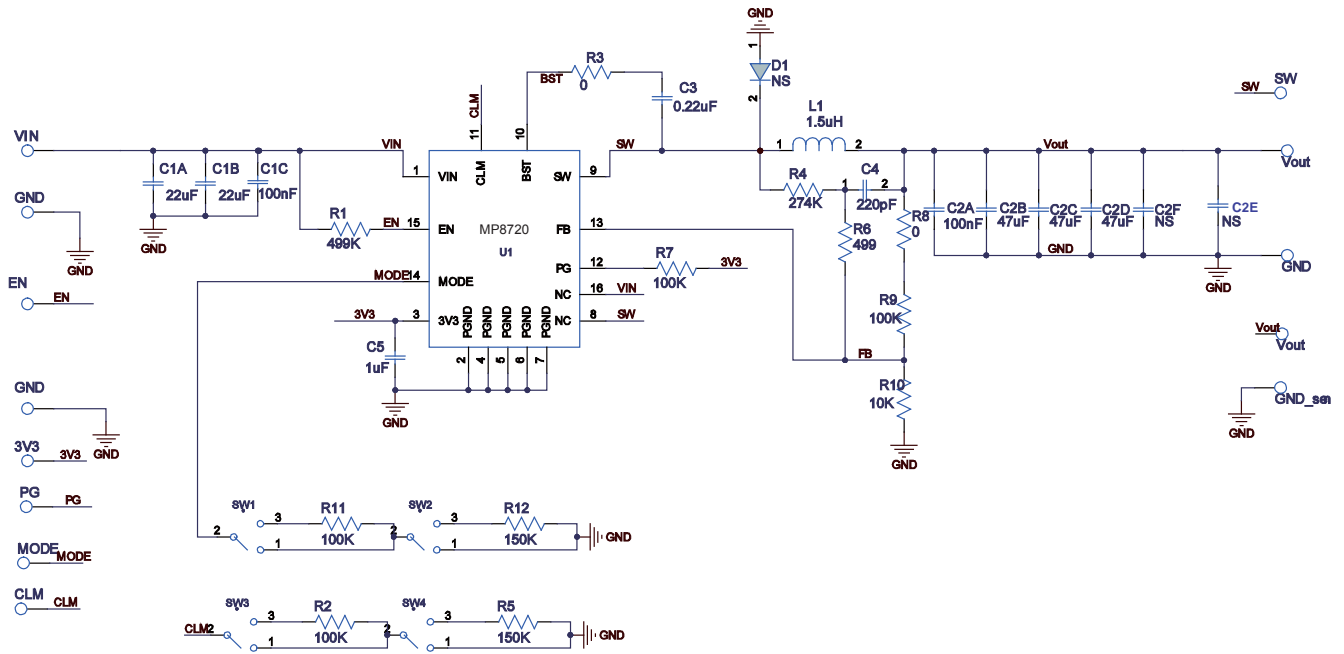 GND
1
D1
NS
2
R3
BST
0
C3
0.22uF
SW
SW
CLM
11
10
L1
1.5uH
VIN
VIN
SW
1
2
Vout
Vout
C1A
22uF
C1B
22uF
C1C
100nF
GND
1
VIN
CLM
BST
SW
9
R4
274K
1
C4
2
220pF
GND
GND
R1
499K
EN
15
EN
MP8720
U1
FB
13
R6
499
R8
0
C2A
100nF
C2B
47uF
C2C
47uF
C2D
47uF
C2F
NS
C2E
NS
GND
GND
GND
GND
EN
EN
MODE
14
MODE
PG
12
R7
100K
3V3
NC
16
VIN
NC
8
SW
3V3
3
3V3
PGND
PGND
PGND
PGND
PGND
2
4
5
6
7
C5
1uF
GND
R9
100K
FB
R10
10K
GND
Vout
Vout
GND_sen
GND
GND
GND
3V3
3V3
PG
PG
MODE
MODE
CLM
CLM
SW1
2
3
1
R11
100K
SW2
2
3
1
R12
150K
GND
SW3
CLM2
3
1
R2
100K
SW4
2
3
1
R5
150K
GND